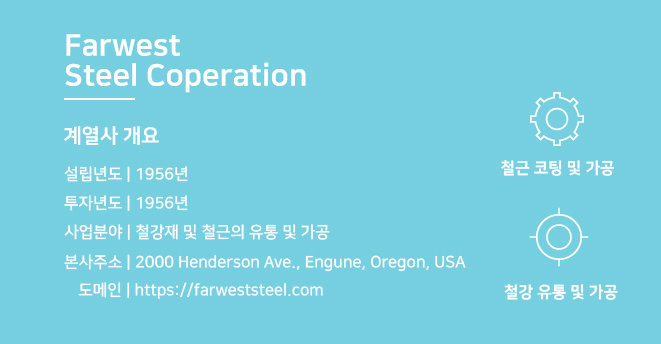 Farwest
Steel Coperation
계열사 개요
설립년도 | 1956년
투자년도 | 1956년
사업분야 | 철강재 및 철근의 유통 및 가공
본사주소 | 2000 Henderson Ave., Engune, Oregon, USA
도메인 | https://farweststeel.com
철근 코팅 및 가공
철강 유통 및 가공